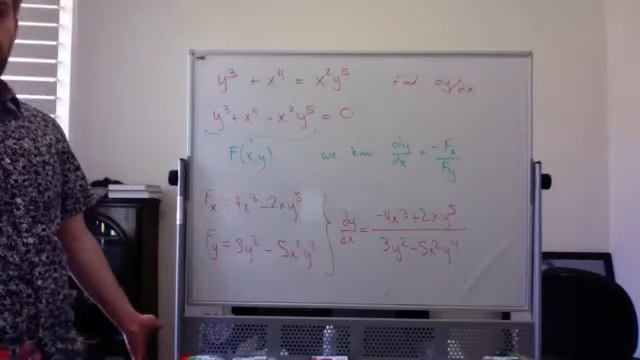 y³ + x⁴ = x²y⁵ find dy/dx
y³ + x⁴ - x²y⁵ = 0
F(x,y) we have dy/dx = -Fx/Fy
Fx = 4x³ - 2xy⁵
Fy = 3y² - 5x²y⁴
dy/dx = (-4x³ + 2xy⁵)/(3y² - 5x²y⁴)